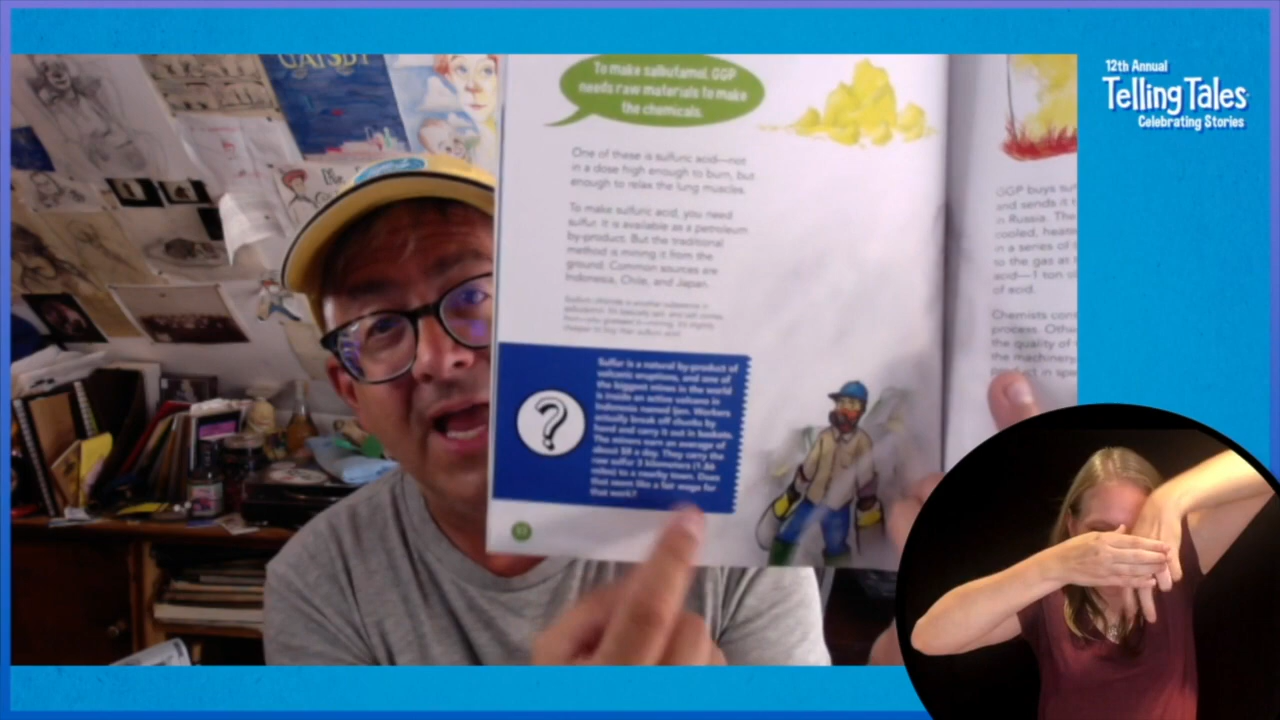 12th Annual
Telling Tales
Celebrating Stories
GATSBY
To make salbutamol, GGP
needs raw materials to make
the chemicals.
One of these is sulfuric acid—not
in a dose high enough to burn, but
enough to relax the lung muscles.
To make sulfuric acid, you need
sulfur. It is available as a petroleum
by-product. But the traditional
method is mining it from the
ground. Common sources are
Indonesia, Chile, and Japan.
?
Sulfur is a natural by-product of
volcanic eruptions, and one of
the biggest mines in the world
is inside an active volcano in
Indonesia named Ijen. Workers
actually break off chunks by
hand and carry it out in baskets.
The miners earn an average of
about $8 a day. They carry the
raw sulfur 3 kilometers (1.86
miles) to a nearby town. Does
that seem like a fair wage for
that work?
GGP buys
and sends it
in Russia.
cooled,
in a series of
to the gas at
acid—1 ton
of acid.
Chemists
process.
the quality of
the machinery